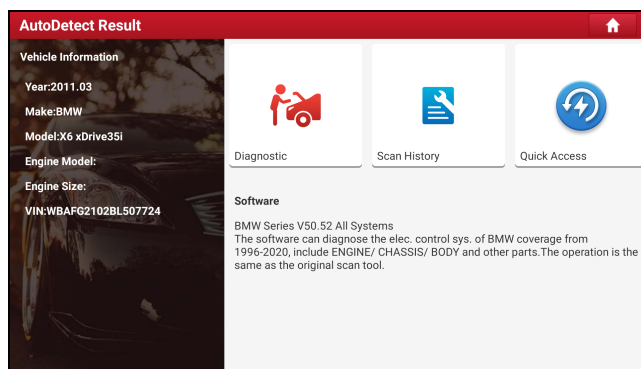 AutoDetect Result
Vehicle Information
Year:2011.03
Make:BMW
Model:X6 xDrive35i
Engine Model:
Engine Size:
VIN:WBAFG2102BL507724
Diagnostic
Scan History
Quick Access
Software
BMW Series V50.52 All Systems
The software can diagnose the elec. control sys. of BMW coverage from
1996-2020, include ENGINE/ CHASSIS/ BODY and other parts.The operation is the
same as the original scan tool.